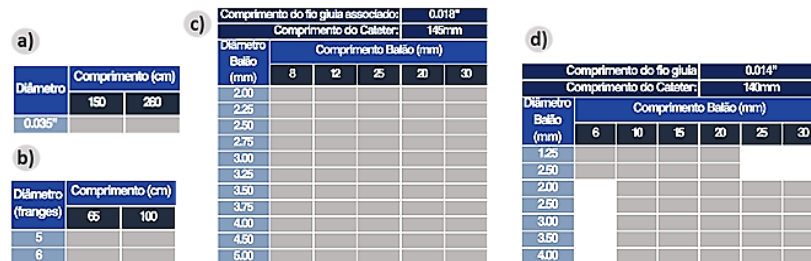 a)
Diâmetro
Comprimento (cm)
150 260
0.035"
b)
Diâmetro
(franges)
Comprimento (cm)
65 100
5
6
c)
Comprimento do fio giuia associado: 0.018"
Comprimento do Cateter: 145mm
Diâmetro
Balão
(mm)
Comprimento Balão (mm)
8 12 25 20 30
2.00
2.25
2.50
2.75
3.00
3.25
3.50
3.75
4.00
4.50
5.00
d)
Comprimento do fio giuia 0.014"
Comprimento do Cateter: 140mm
Diâmetro
Balão
(mm)
Comprimento Balão (mm)
6 10 15 20 25 30
1.25
2.50
2.00
2.50
3.00
3.50
4.00